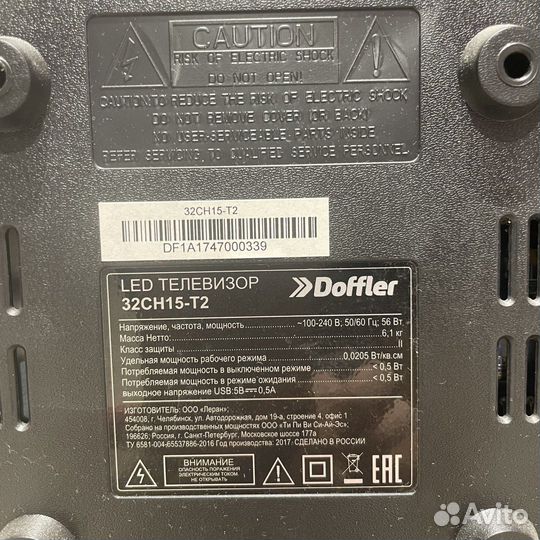 CAUTION
RISK OF ELECTRIC SHOCK
DO NOT OPEN!
CAUTION:TO REDUCE THE RISK OF ELECTRIC SHOCK
DO NOT REMOVE COVER (OR BACK)
NO USER-SERVICEABLE PARTS INSIDE
REFER SERVICING TO QUALIFIED SERVICE PERSONNEL
32CH15-T2
DF1A1747000339
LED ТЕЛЕВИЗОР
32CH15-T2
Doffler
Напряжение, частота, мощность ~100-240 В; 50/60 Гц; 56 Вт
Масса Нетто: 6,1 кг
Класс защиты II
Удельная мощность рабочего режима 0,0205 Вт/кв.см
Потребляемая мощность в выключенном режиме < 0,5 Вт
Потребляемая мощность в режиме ожидания < 0,5 Вт
выходное напряжение USB:5В 0,5А
ИЗГОТОВИТЕЛЬ: ООО «Леран»;
454008, г. Челябинск, ул. Автодорожная, дом 19-а, строение 4, офис 1
Собрано на производственных мощностях ООО «Ти Пи Ви Си-Ай-Эс»
196626; Россия, г. Санкт-Петербург, Московское шоссе 177а
ТУ 6581-004-65537886-2016 Год производства: 2017 СДЕЛАНО В РОССИИ
ВНИМАНИЕ
ОПАСНОСТЬ ПОРАЖЕНИЯ
ЭЛЕКТРИЧЕСКИМ ТОКОМ.
НЕ ВСКРЫВАТЬ
EAC
Avito